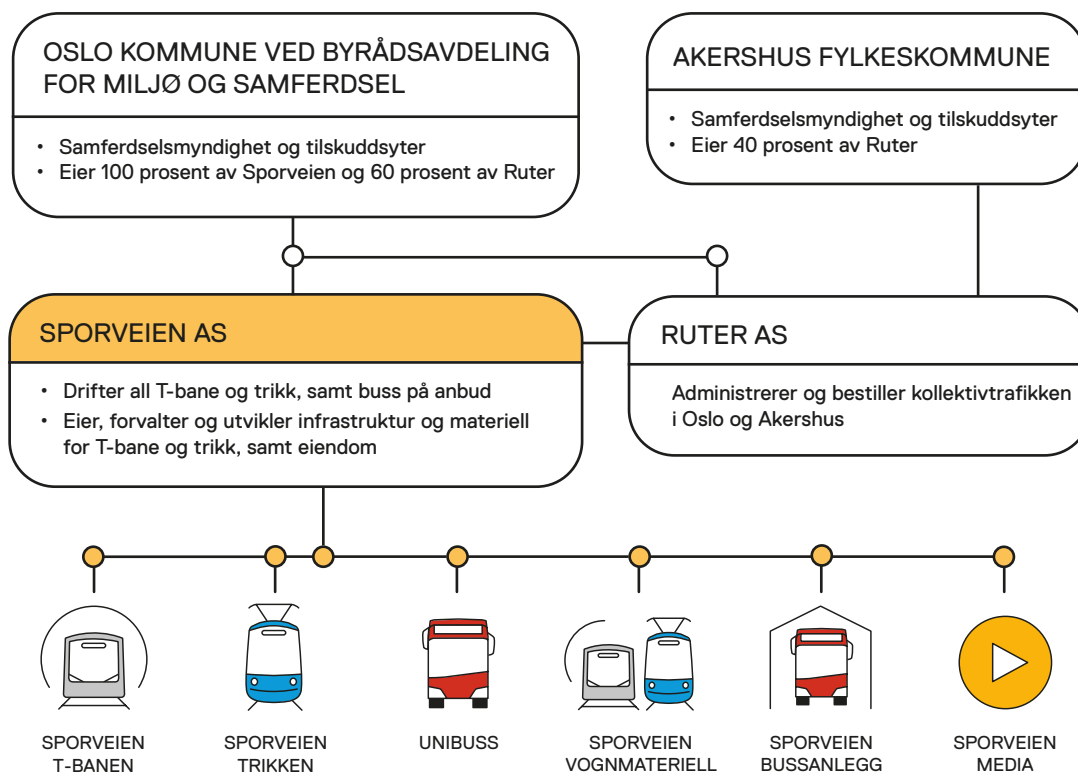 OSLO KOMMUNE VED BYRÅDSAVDELING
FOR MILJØ OG SAMFERDSEL
• Samferdselsmyndighet og tilskuddsyter
• Eier 100 prosent av Sporveien og 60 prosent av Ruter
AKERSHUS FYLKESKOMMUNE
• Samferdselsmyndighet og tilskuddsyter
• Eier 40 prosent av Ruter
SPORVEIEN AS
• Drifter all T-bane og trikk, samt buss på anbud
• Eier, forvalter og utvikler infrastruktur og materiell
for T-bane og trikk, samt eiendom
RUTER AS
Administrerer og bestiller kollektivtrafikken
i Oslo og Akershus
SPORVEIEN
T-BANEN
SPORVEIEN
TRIKKEN
UNIBUSS
SPORVEIEN
VOGNMATERIELL
SPORVEIEN
BUSSANLEGG
SPORVEIEN
MEDIA